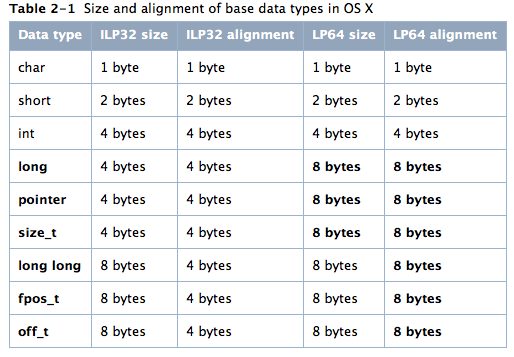 Table 2-1 Size and alignment of base data types in OS X
Data type ILP32 size ILP32 alignment LP64 size LP64 alignment
char 1 byte 1 byte 1 byte 1 byte
short 2 bytes 2 bytes 2 bytes 2 bytes
int 4 bytes 4 bytes 4 bytes 4 bytes
long 4 bytes 4 bytes 8 bytes 8 bytes
pointer 4 bytes 4 bytes 8 bytes 8 bytes
size_t 4 bytes 4 bytes 8 bytes 8 bytes
long long 8 bytes 4 bytes 8 bytes 8 bytes
fpos_t 8 bytes 4 bytes 8 bytes 8 bytes
off_t 8 bytes 4 bytes 8 bytes 8 bytes